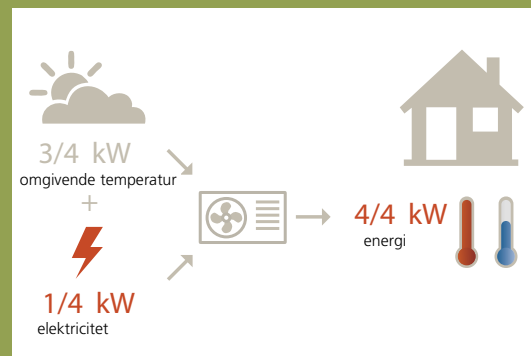 3/4 kW
omgivende temperatur
+
1/4 kW
elektricitet
4/4 kW
energi